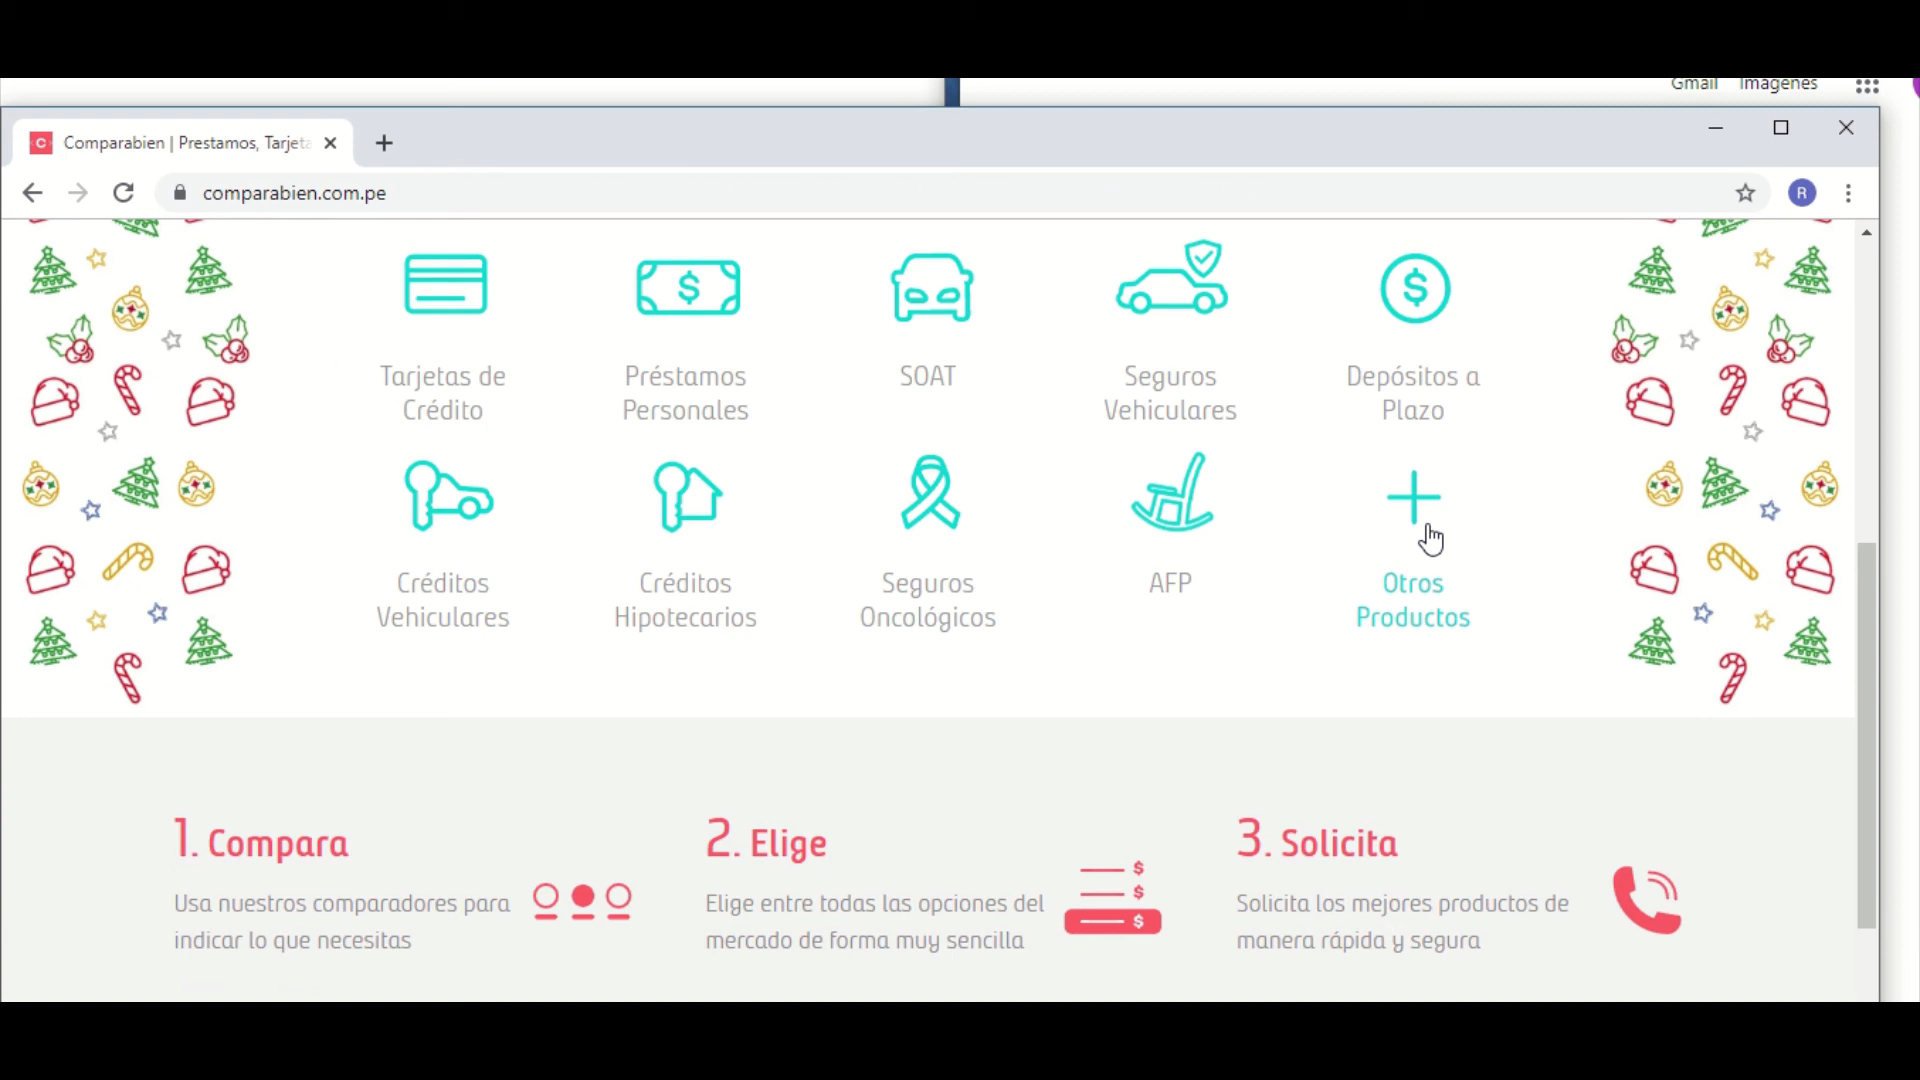 Gmail Imágenes
Comparabien | Prestamos, Tarjeta
comparabien.com.pe
R
Tarjetas de
Crédito
Préstamos
Personales
SOAT
Seguros
Vehiculares
Depósitos a
Plazo
Créditos
Vehiculares
Créditos
Hipotecarios
Seguros
Oncológicos
AFP
Otros
Productos
1. Compara
Usa nuestros comparadores para
indicar lo que necesitas
2. Elige
Elige entre todas las opciones del
mercado de forma muy sencilla
3. Solicita
Solicita los mejores productos de
manera rápida y segura